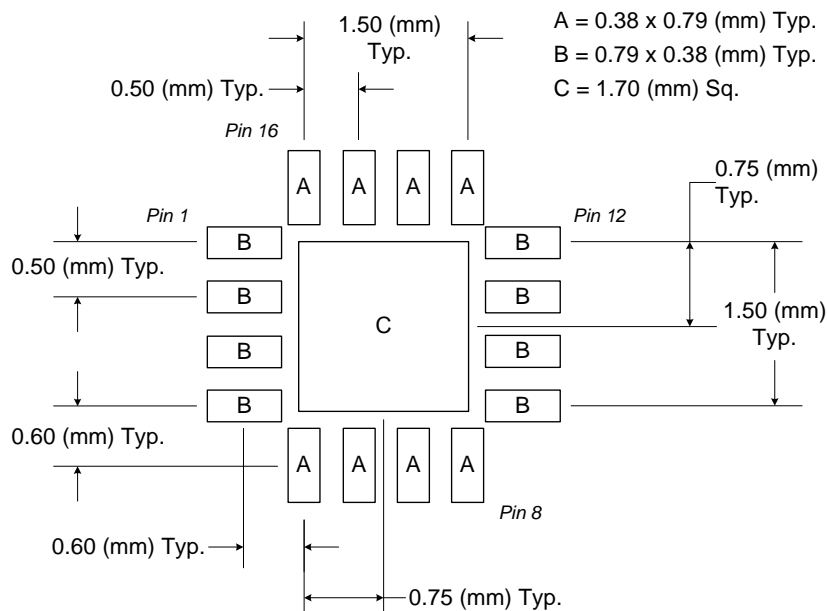 1.50 (mm)
Typ.
A = 0.38 x 0.79 (mm) Typ.
B = 0.79 x 0.38 (mm) Typ.
C = 1.70 (mm) Sq.
0.50 (mm) Typ.
Pin 16
0.75 (mm)
Typ.
A A A A
Pin 1
Pin 12
B B
0.50 (mm) Typ.
B B
C
1.50 (mm)
Typ.
B B
B B
0.60 (mm) Typ.
A A A A
Pin 8
0.60 (mm) Typ.
0.75 (mm) Typ.